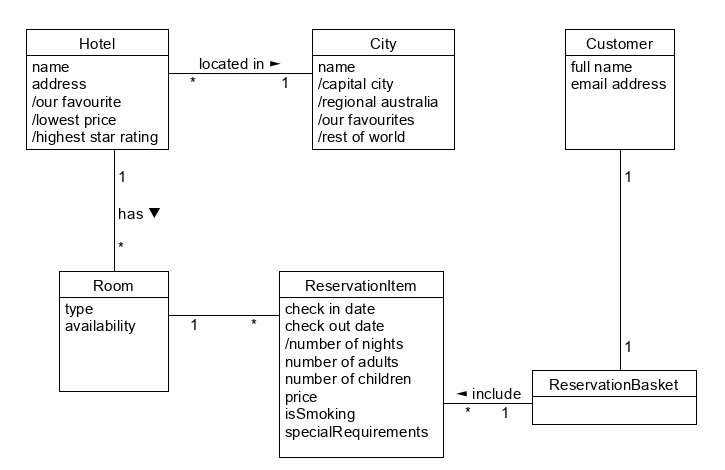 Hotel
name
address
/our favourite
/lowest price
/highest star rating
located in ►
* 1
City
name
/capital city
/regional australia
/our favourites
/rest of world
Customer
full name
email address
1
has ▼
*
1
1
Room
type
availability
1 *
ReservationItem
check in date
check out date
/number of nights
number of adults
number of children
price
isSmoking
specialRequirements
◄ include
* 1
ReservationBasket